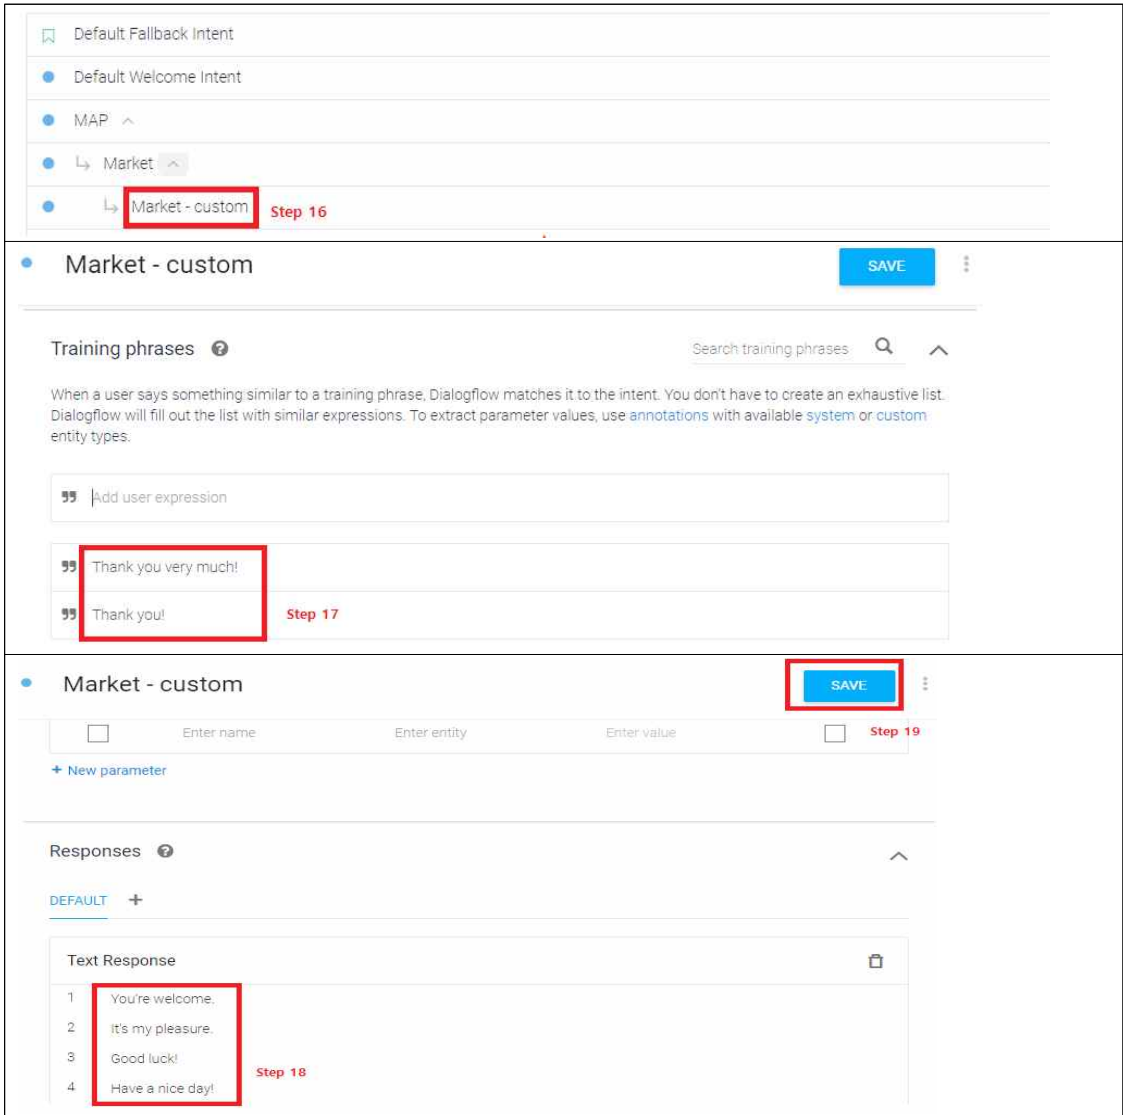 Default Fallback Intent
Default Welcome Intent
MAP
Market
Market - custom
Step 16
Market - custom
SAVE
Training phrases
Search training phrases
When a user says something similar to a training phrase, Dialogflow matches it to the intent. You don't have to create an exhaustive list.
Dialogflow will fill out the list with similar expressions. To extract parameter values, use annotations with available system or custom
entity types.
Add user expression
Thank you very much!
Thank you!
Step 17
Market - custom
SAVE
Enter name
Enter entity
Enter value
Step 19
+ New parameter
Responses
DEFAULT +
Text Response
1 You're welcome.
2 It's my pleasure.
3 Good luck!
Step 18
4 Have a nice day!